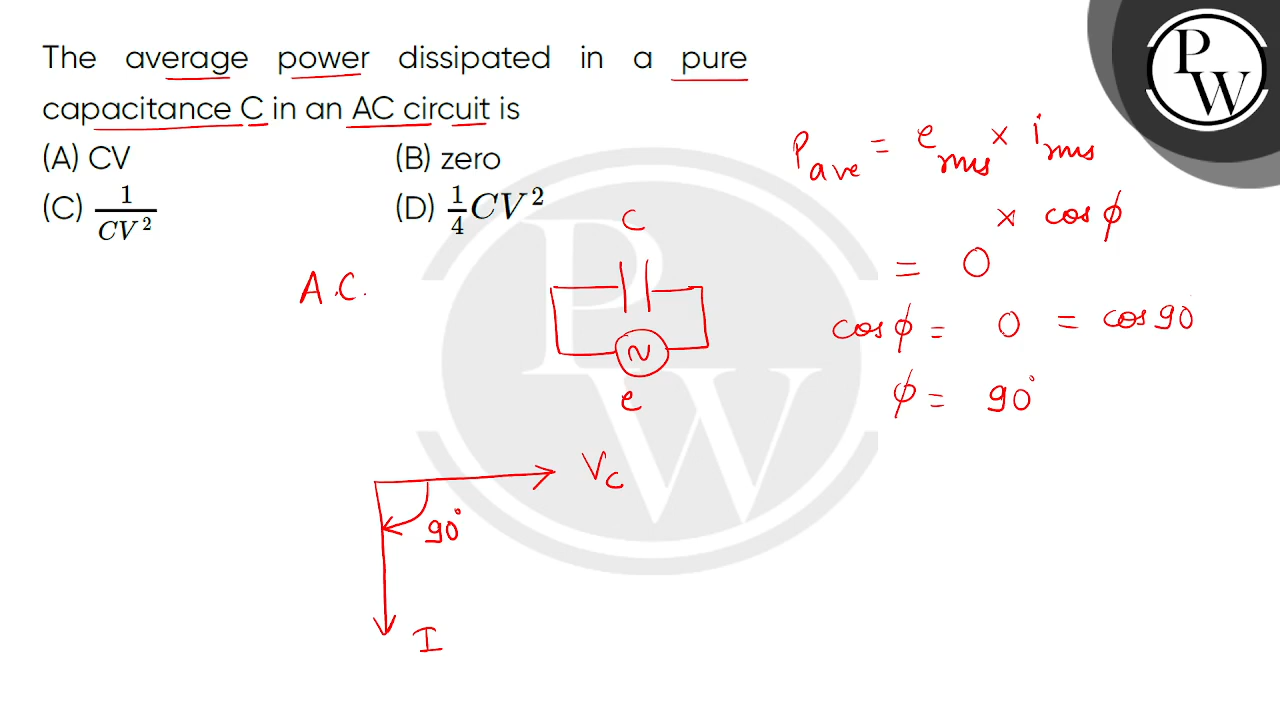 The average power dissipated in a pure
capacitance C in an AC circuit is
(A) CV (B) zero
(C) 1/CV² (D) 1/4 CV²
PW
P_ave = e_rms × i_rms
× cos ϕ
= 0
cos ϕ = 0 = cos 90
ϕ = 90°
A.C.
C
e
V_C
90°
I
PW